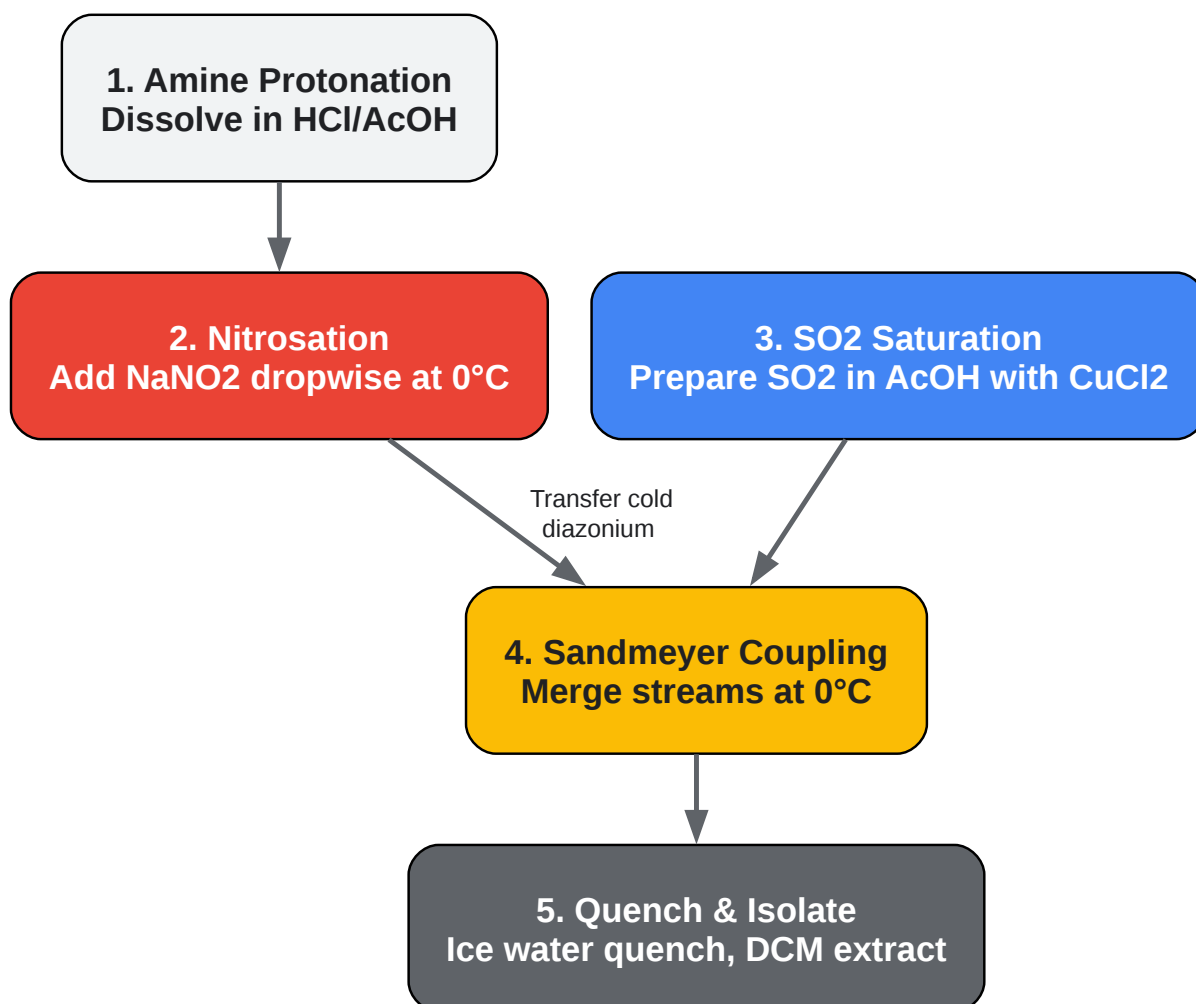 1. Amine Protonation
Dissolve in HCl/AcOH
2. Nitrosation
Add NaNO2 dropwise at 0°C
3. SO2 Saturation
Prepare SO2 in AcOH with CuCl2
Transfer cold
diazonium
4. Sandmeyer Coupling
Merge streams at 0°C
5. Quench & Isolate
Ice water quench, DCM extract